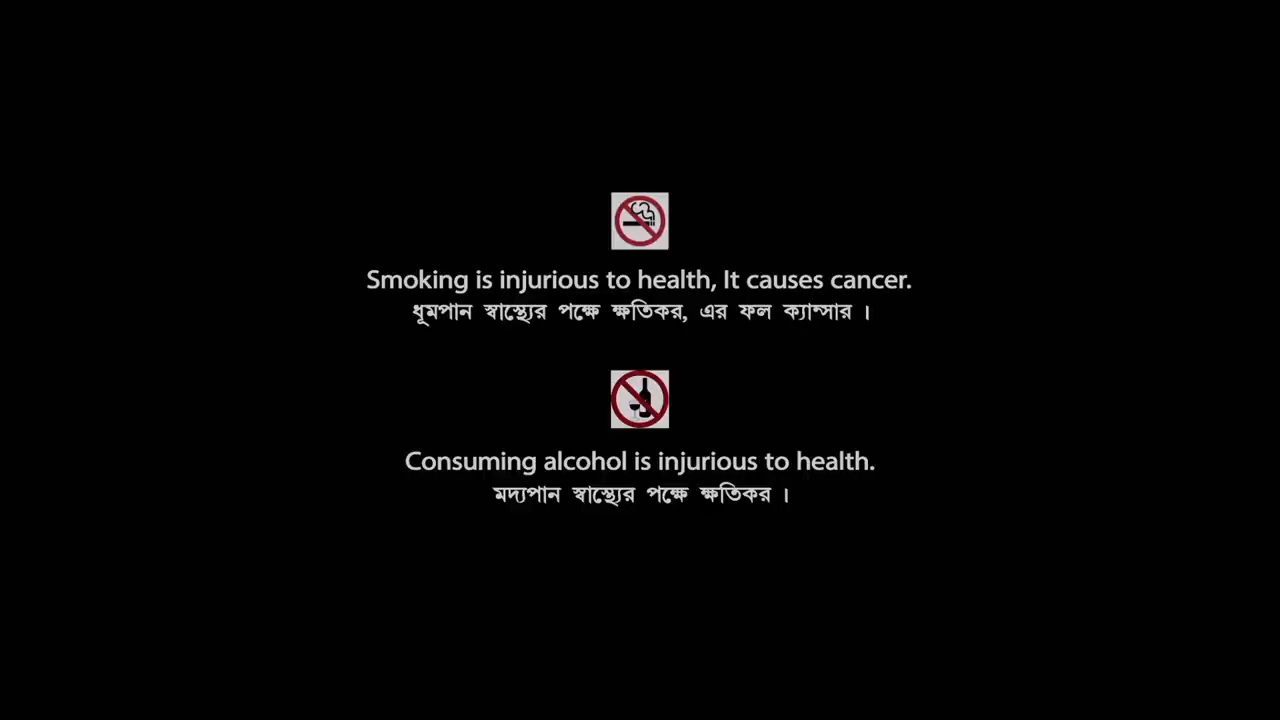 Smoking is injurious to health, It causes cancer.
ধূমপান স্বাস্থ্যের পক্ষে ক্ষতিকর, এর ফল ক্যান্সার ।
Consuming alcohol is injurious to health.
মদ্যপান স্বাস্থ্যের পক্ষে ক্ষতিকর ।